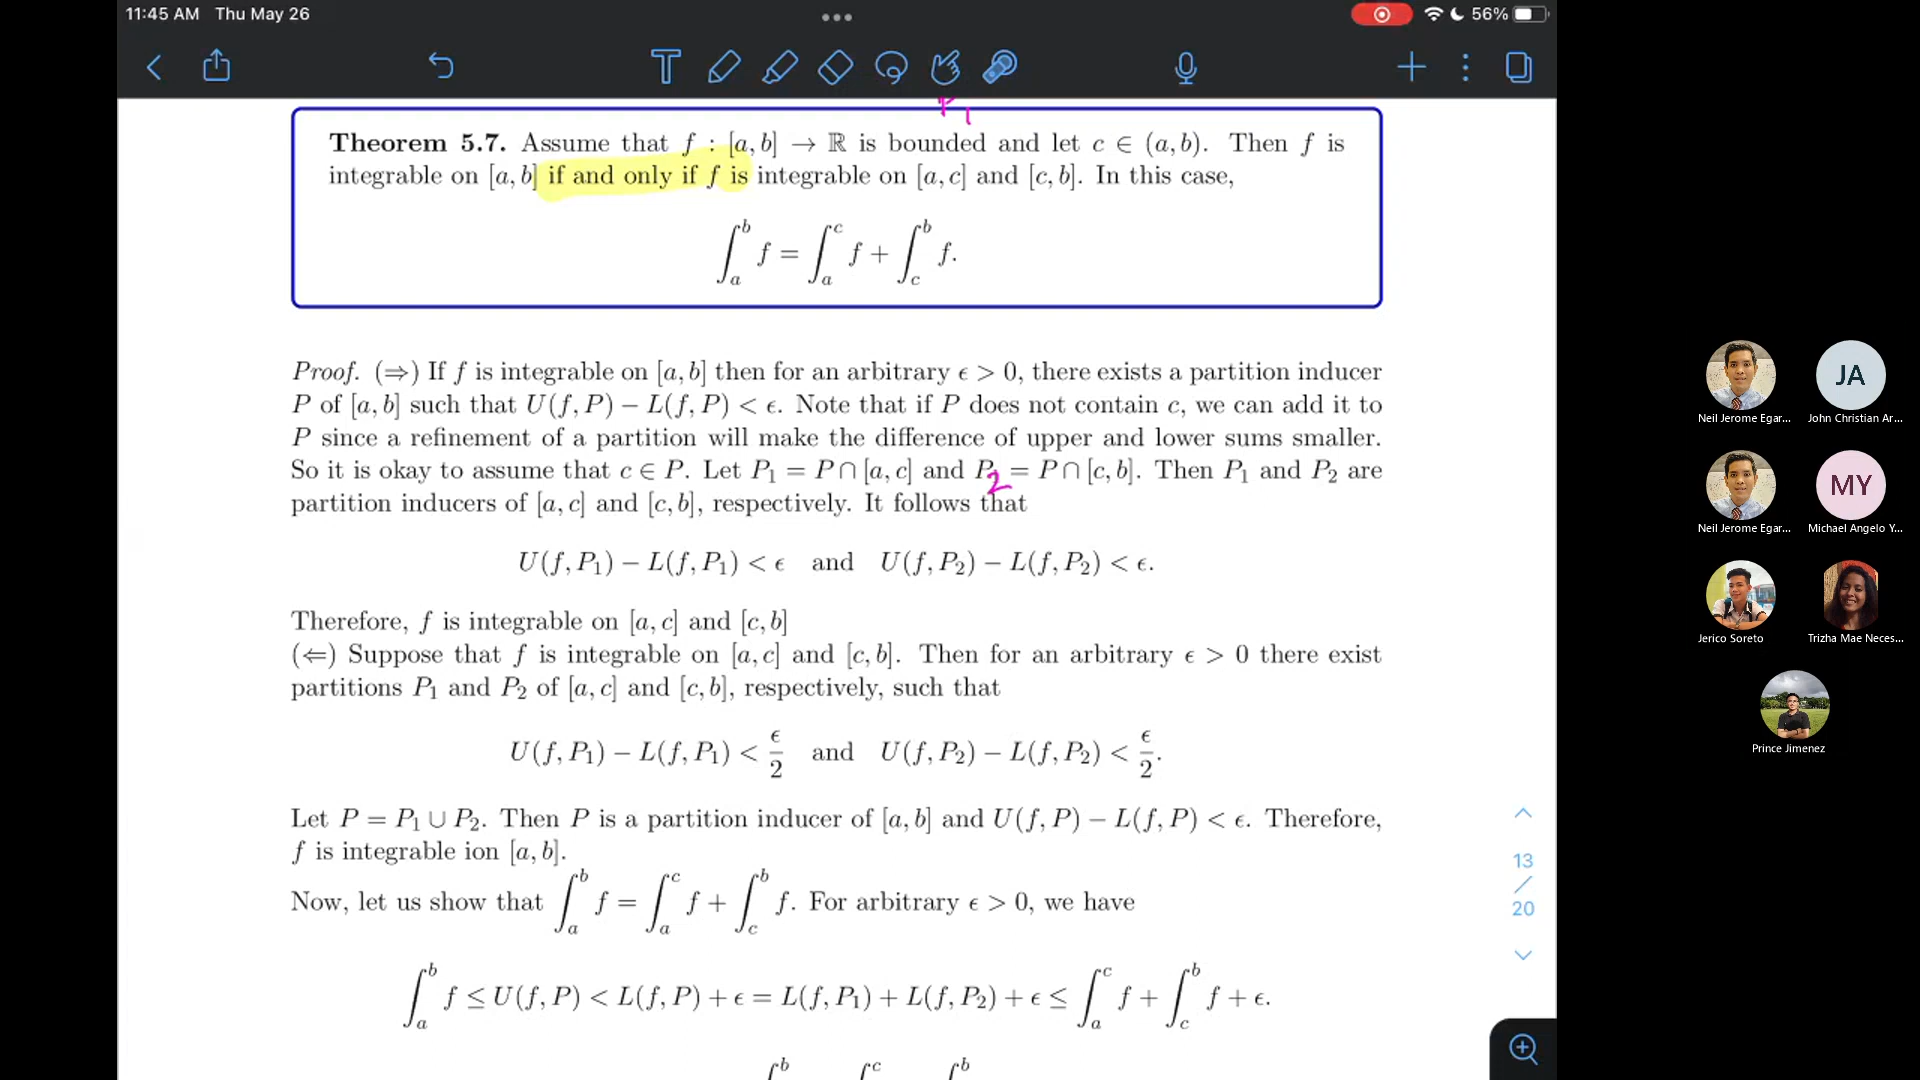 11:45 AM Thu May 26
56%
Theorem 5.7. Assume that f : [a, b] → ℝ is bounded and let c ∈ (a, b). Then f is
integrable on [a, b] if and only if f is integrable on [a, c] and [c, b]. In this case,
∫_a^b f = ∫_a^c f + ∫_c^b f.
Proof. (⇒) If f is integrable on [a, b] then for an arbitrary ϵ > 0, there exists a partition inducer
P of [a, b] such that U(f, P) − L(f, P) < ϵ. Note that if P does not contain c, we can add it to
P since a refinement of a partition will make the difference of upper and lower sums smaller.
So it is okay to assume that c ∈ P. Let P₁ = P ∩ [a, c] and P₂ = P ∩ [c, b]. Then P₁ and P₂ are
partition inducers of [a, c] and [c, b], respectively. It follows that
U(f, P₁) − L(f, P₁) < ϵ and U(f, P₂) − L(f, P₂) < ϵ.
Therefore, f is integrable on [a, c] and [c, b]
(⇐) Suppose that f is integrable on [a, c] and [c, b]. Then for an arbitrary ϵ > 0 there exist
partitions P₁ and P₂ of [a, c] and [c, b], respectively, such that
U(f, P₁) − L(f, P₁) < ϵ/2 and U(f, P₂) − L(f, P₂) < ϵ/2.
Let P = P₁ ∪ P₂. Then P is a partition inducer of [a, b] and U(f, P) − L(f, P) < ϵ. Therefore,
f is integrable ion [a, b].
Now, let us show that ∫_a^b f = ∫_a^c f + ∫_c^b f. For arbitrary ϵ > 0, we have
∫_a^b f ≤ U(f, P) < L(f, P) + ϵ = L(f, P₁) + L(f, P₂) + ϵ ≤ ∫_a^c f + ∫_c^b f + ϵ.
13
/
20
Neil Jerome Egar...
JA
John Christian Ar...
Neil Jerome Egar...
MY
Michael Angelo Y...
Jerico Soreto
Trizha Mae Neces...
Prince Jimenez